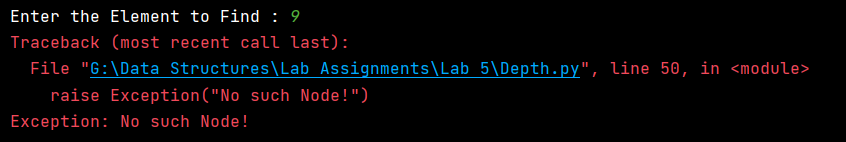 Enter the Element to Find : 9
Traceback (most recent call last):
  File "G:\Data Structures\Lab Assignments\Lab 5\Depth.py", line 50, in <module>
    raise Exception("No such Node!")
Exception: No such Node!